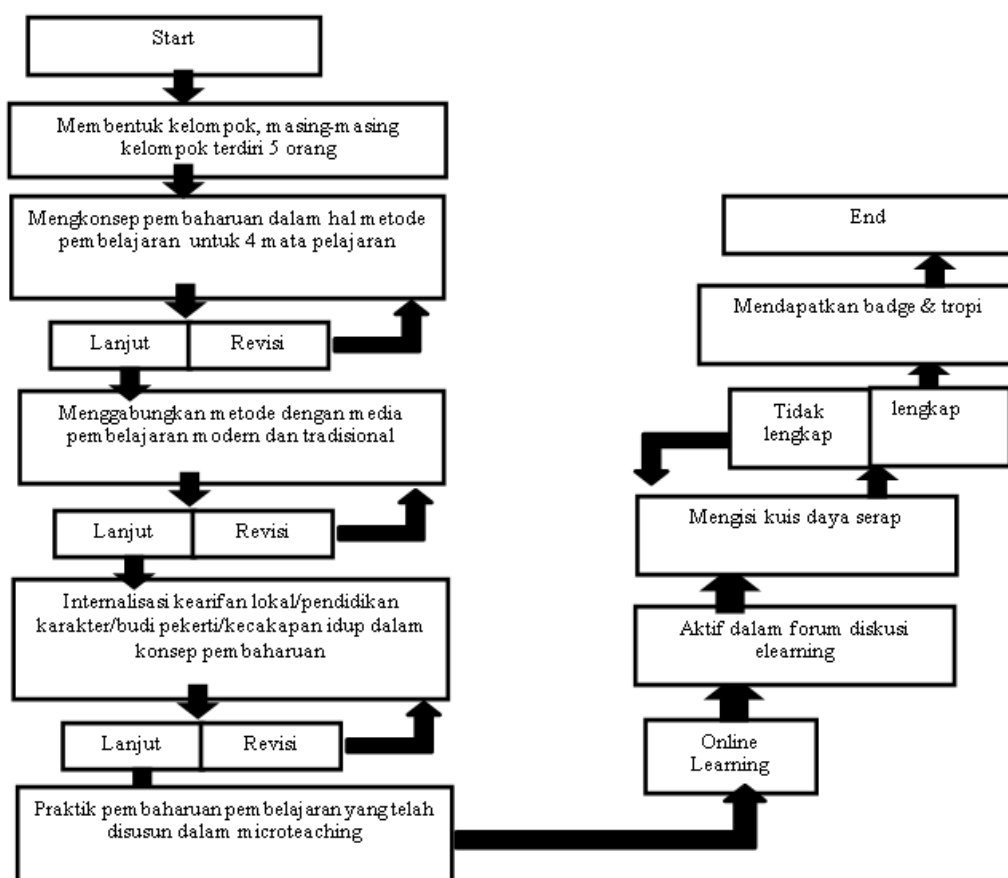 Start
Membentuk kelompok, masing-masing
kelompok terdiri 5 orang
Mengkonsep pembaharuan dalam hal metode
pembelajaran untuk 4 mata pelajaran
Lanjut
Revisi
Menggabungkan metode dengan media
pembelajaran modern dan tradisional
Lanjut
Revisi
Internalisasi kearifan lokal/pendidikan
karakter/budi pekerti/kecakapan idup dalam
konsep pembaharuan
Lanjut
Revisi
Praktik pembaharuan pembelajaran yang telah
disusun dalam microteaching
Online
Learning
Aktif dalam forum diskusi
elearning
Mengisi kuis daya serap
Tidak
lengkap
lengkap
Mendapatkan badge & tropi
End